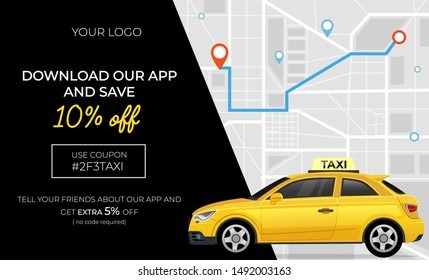 YOUR LOGO
DOWNLOAD OUR APP
AND SAVE
10% off
USE COUPON
#2F3TAXI
TELL YOUR FRIENDS ABOUT OUR APP AND
GET EXTRA 5% OFF
( no code required)
TAXI
shutterstock.com · 1492003163